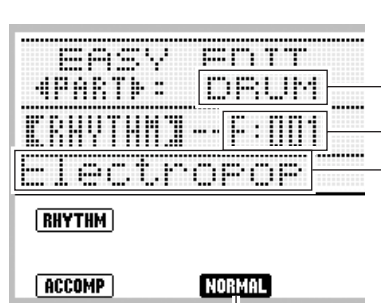 EASY EDIT
◀PART▶: DRUM
【RHYTHM】--F:001
Electropop
RHYTHM
ACCOMP NORMAL